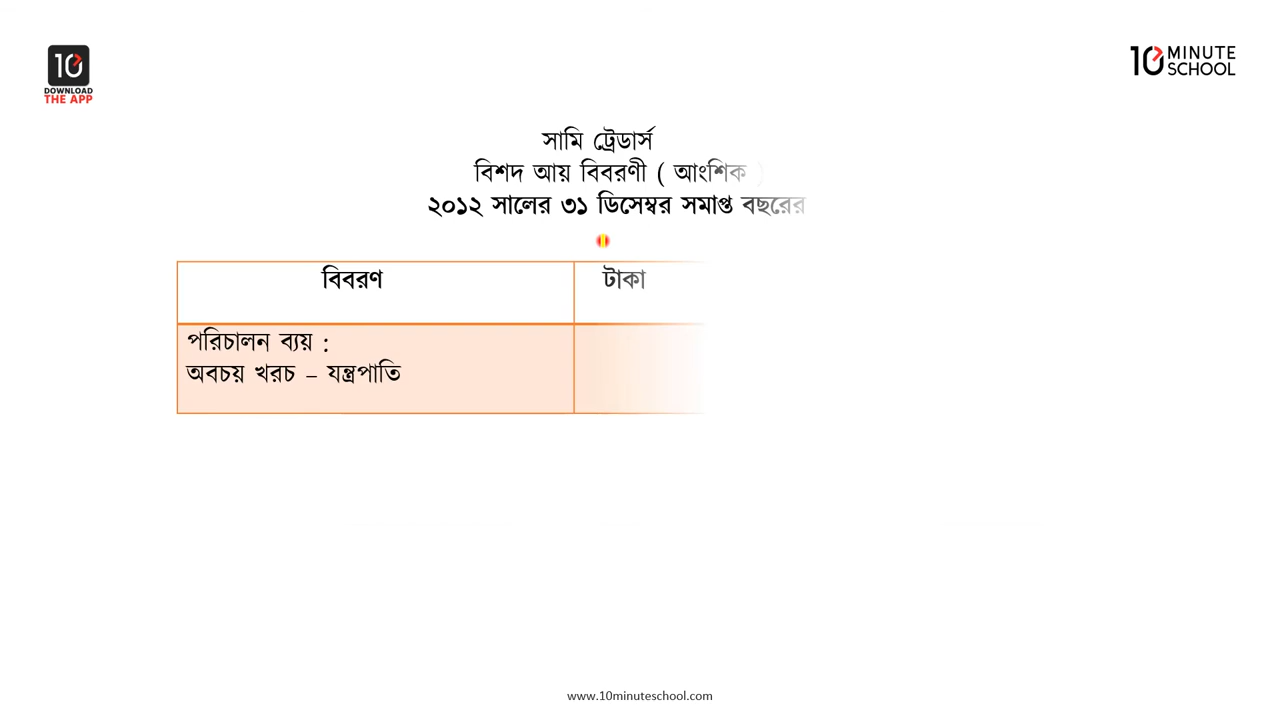 10
DOWNLOAD
THE APP
10 MINUTE
SCHOOL
সামি ট্রেডার্স
বিশদ আয় বিবরণী ( আংশিক )
২০১২ সালের ৩১ ডিসেম্বর সমাপ্ত বছরের
বিবরণ টাকা
পরিচালন ব্যয় :
অবচয় খরচ – যন্ত্রপাতি
www.10minuteschool.com